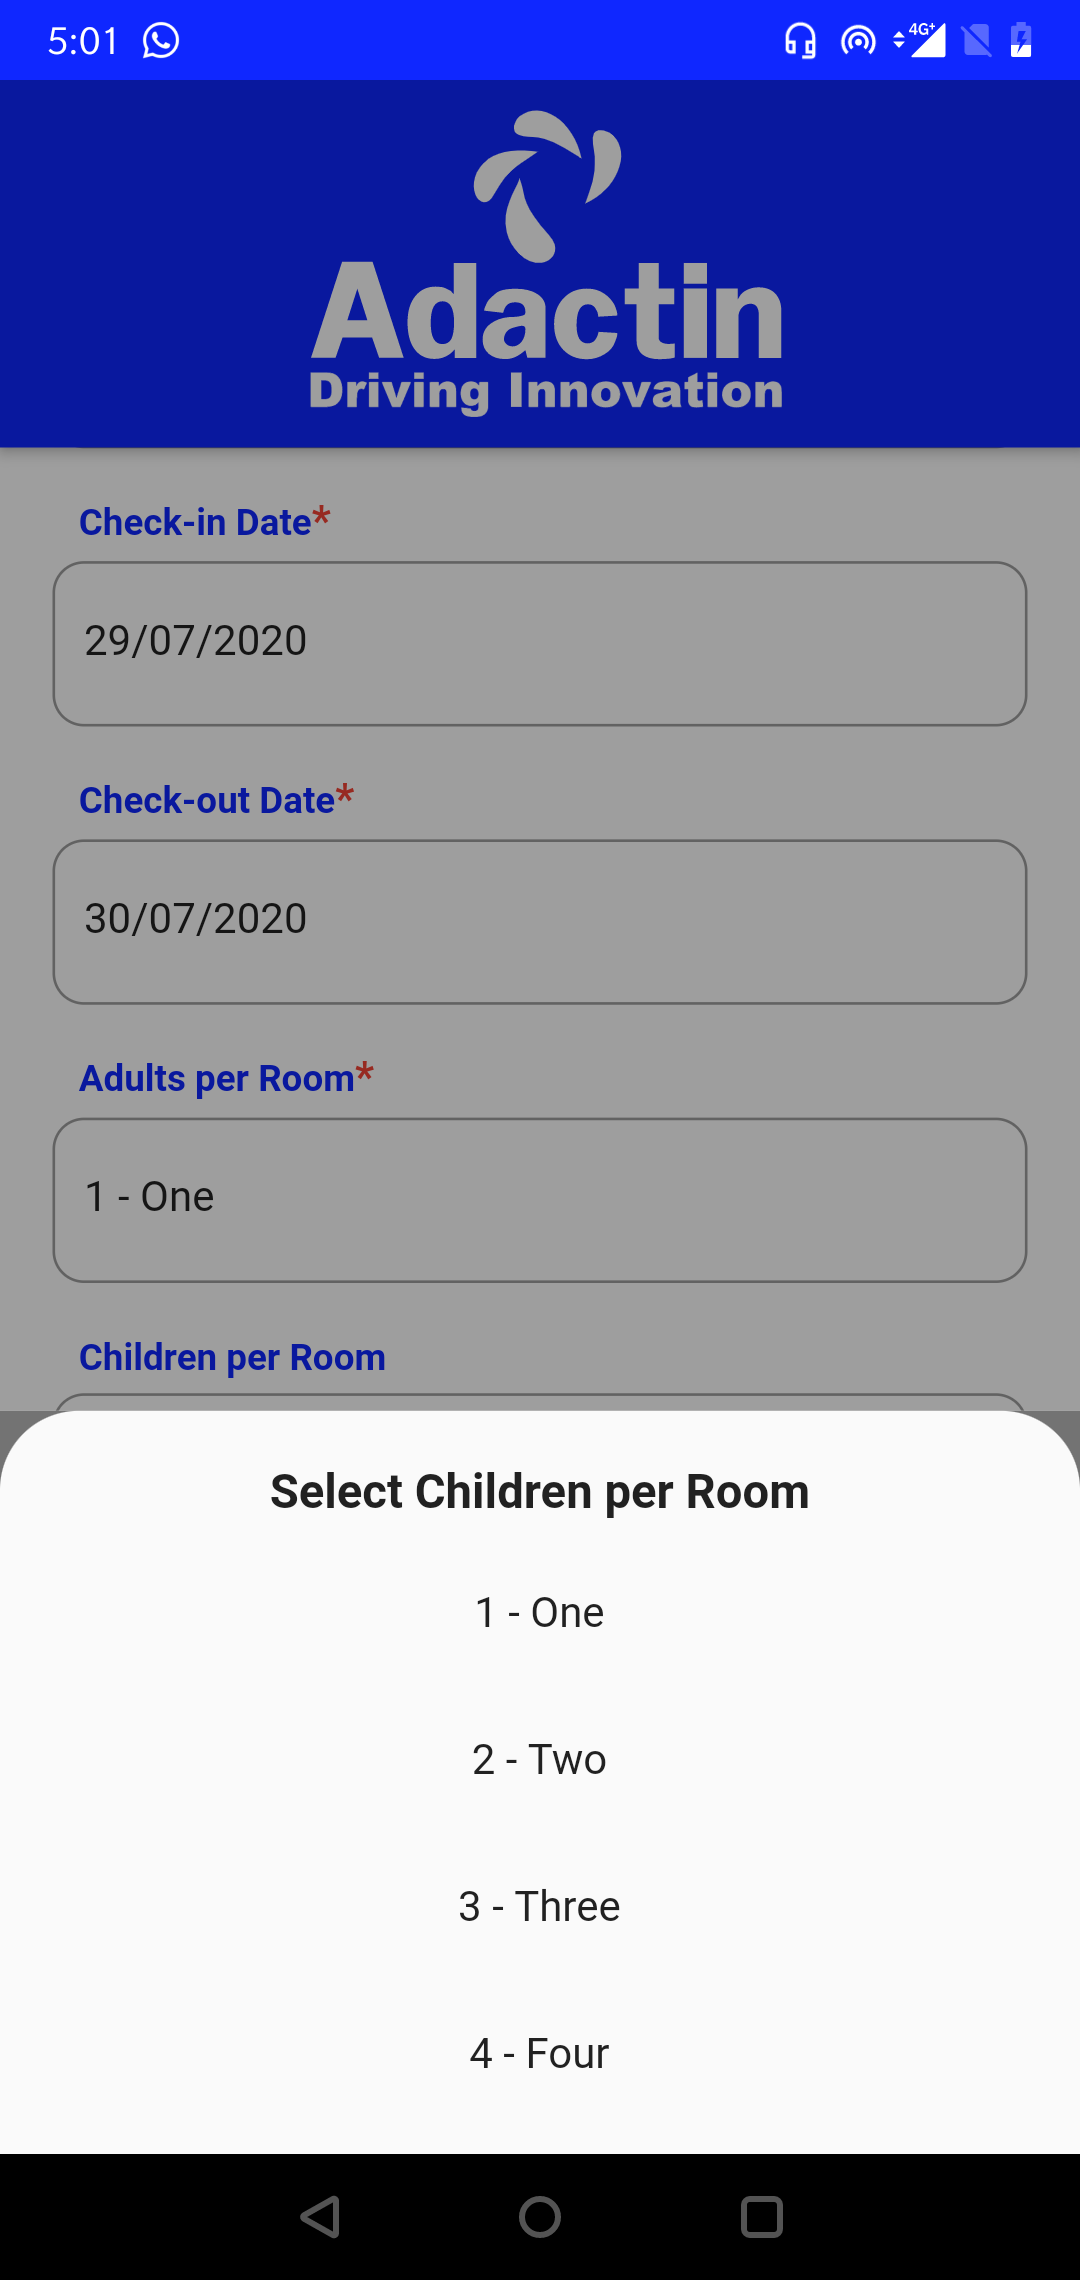 5:01
4G+
Adactin
Driving Innovation
Check-in Date*
29/07/2020
Check-out Date*
30/07/2020
Adults per Room*
1 - One
Children per Room
Select Children per Room
1 - One
2 - Two
3 - Three
4 - Four